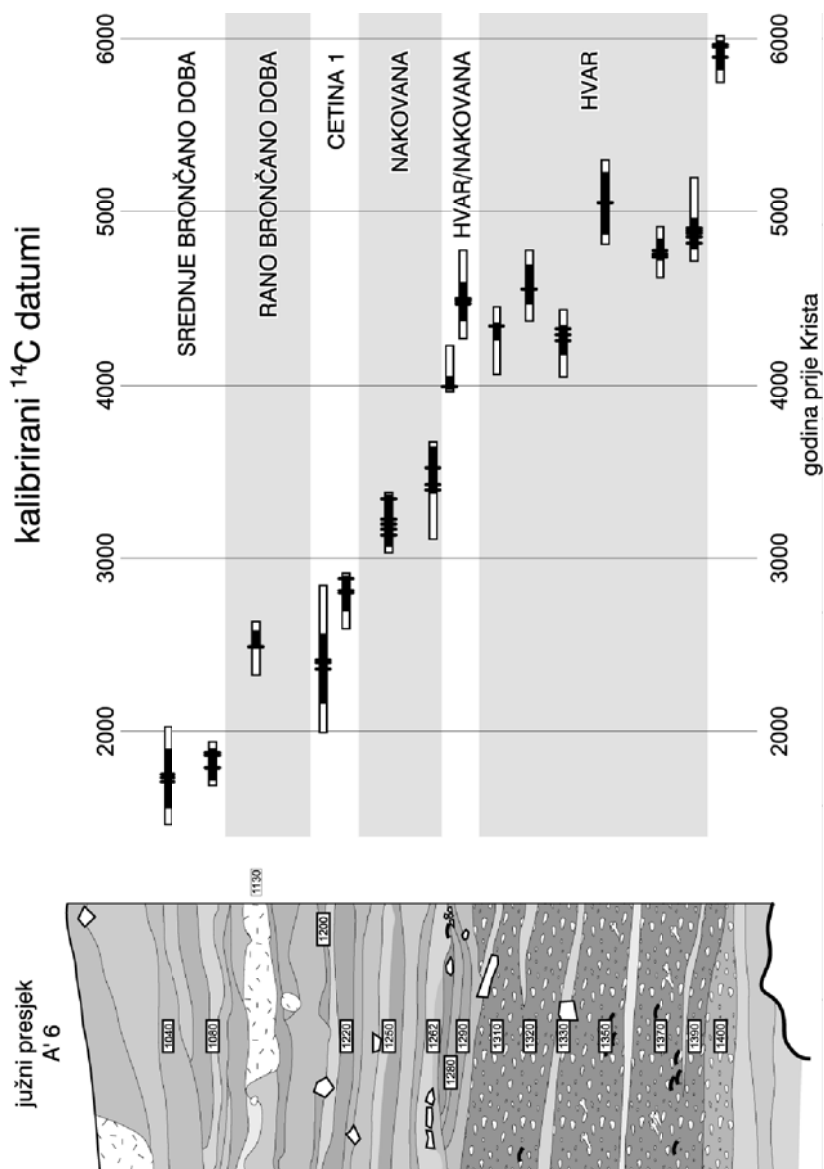 kalibrirani ¹⁴C datumi
6000
5000
4000
3000
2000
SREDNJE BRONČANO DOBA
RANO BRONČANO DOBA
CETINA 1
NAKOVANA
HVAR/NAKOVANA
HVAR
6000
5000
4000
3000
2000
godina prije Krista
južni presjek
A' 6
1040
1080
1130
1200
1220
1250
1262
1280
1290
1310
1320
1330
1350
1370
1390
1400